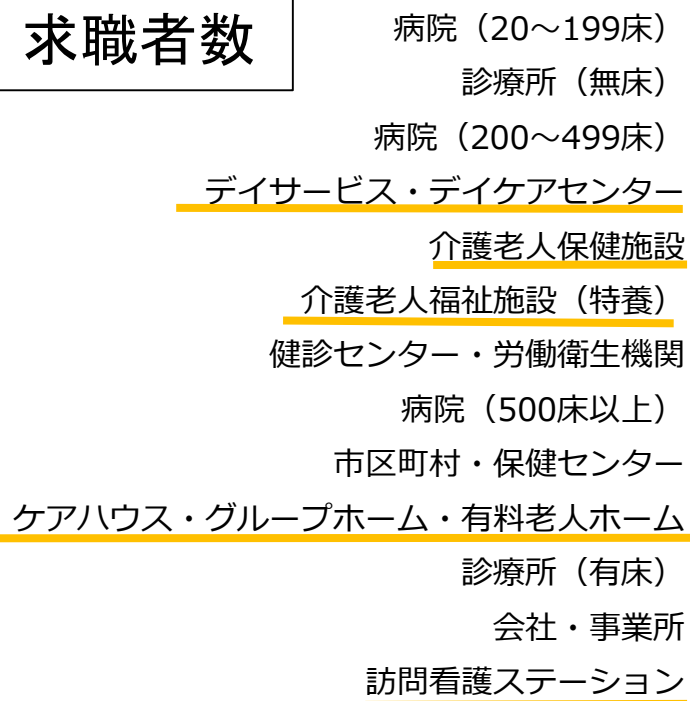 求職者数
病院（20～199床）
診療所（無床）
病院（200～499床）
デイサービス・デイケアセンター
介護老人保健施設
介護老人福祉施設（特養）
健診センター・労働衛生機関
病院（500床以上）
市区町村・保健センター
ケアハウス・グループホーム・有料老人ホーム
診療所（有床）
会社・事業所
訪問看護ステーション